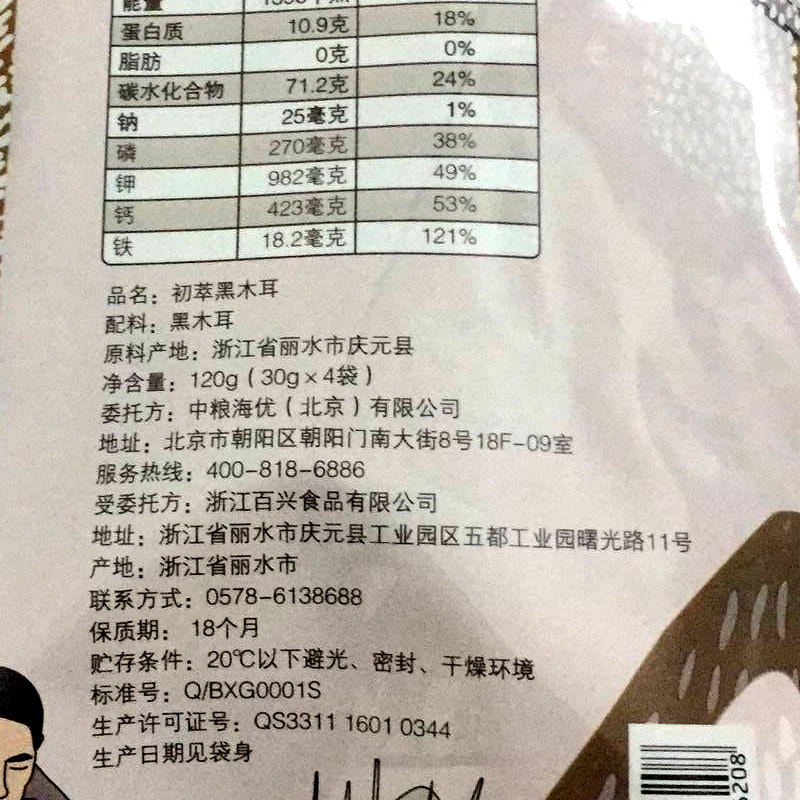 能量
蛋白质 10.9克 18%
脂肪 0克 0%
碳水化合物 71.2克 24%
钠 25毫克 1%
磷 270毫克 38%
钾 982毫克 49%
钙 423毫克 53%
铁 18.2毫克 121%
品名：初萃黑木耳
配料：黑木耳
原料产地：浙江省丽水市庆元县
净含量：120g（30g×4袋）
委托方：中粮海优（北京）有限公司
地址：北京市朝阳区朝阳门南大街8号18F-09室
服务热线：400-818-6886
受委托方：浙江百兴食品有限公司
地址：浙江省丽水市庆元县工业园区五都工业园曙光路11号
产地：浙江省丽水市
联系方式：0578-6138688
保质期：18个月
贮存条件：20℃以下避光、密封、干燥环境
标准号：Q/BXG0001S
生产许可证号：QS3311 1601 0344
生产日期见袋身
208